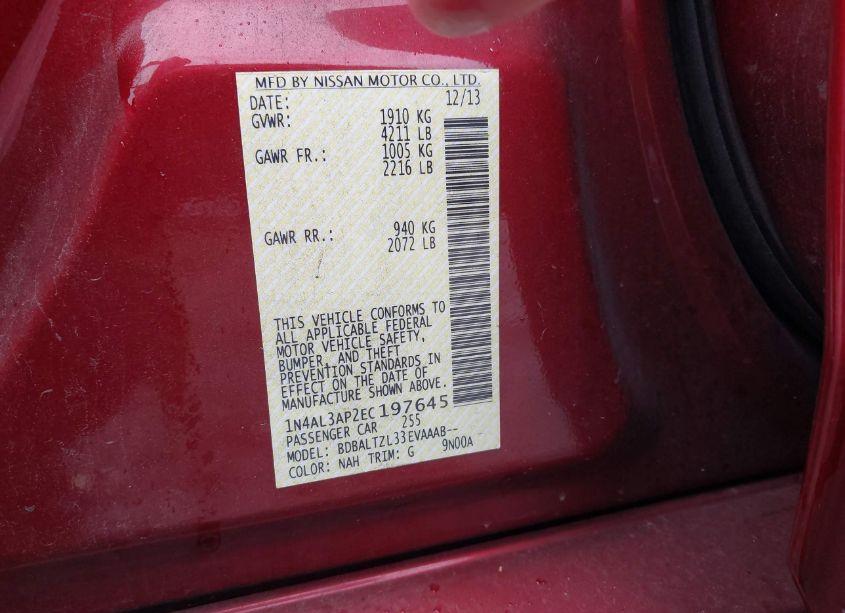 MFD BY NISSAN MOTOR CO., LTD.
DATE: 12/13
GVWR: 1910 KG
4211 LB
GAWR FR.: 1005 KG
2216 LB
GAWR RR.: 940 KG
2072 LB
THIS VEHICLE CONFORMS TO
ALL APPLICABLE FEDERAL
MOTOR VEHICLE SAFETY,
BUMPER, AND THEFT
PREVENTION STANDARDS IN
EFFECT ON THE DATE OF
MANUFACTURE SHOWN ABOVE.
1N4AL3AP2EC197645
PASSENGER CAR 255
MODEL: BDBALTZL33EVAAAB--
COLOR: NAH TRIM: G 9N00A